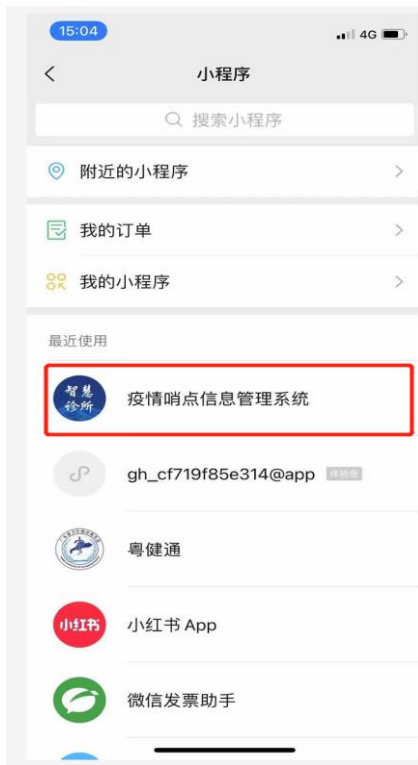 15:04
4G
小程序
搜索小程序
附近的小程序
我的订单
我的小程序
最近使用
智慧
诊所
疫情哨点信息管理系统
gh_cf719f85e314@app 体验版
粤健通
小红书
小红书 App
微信发票助手